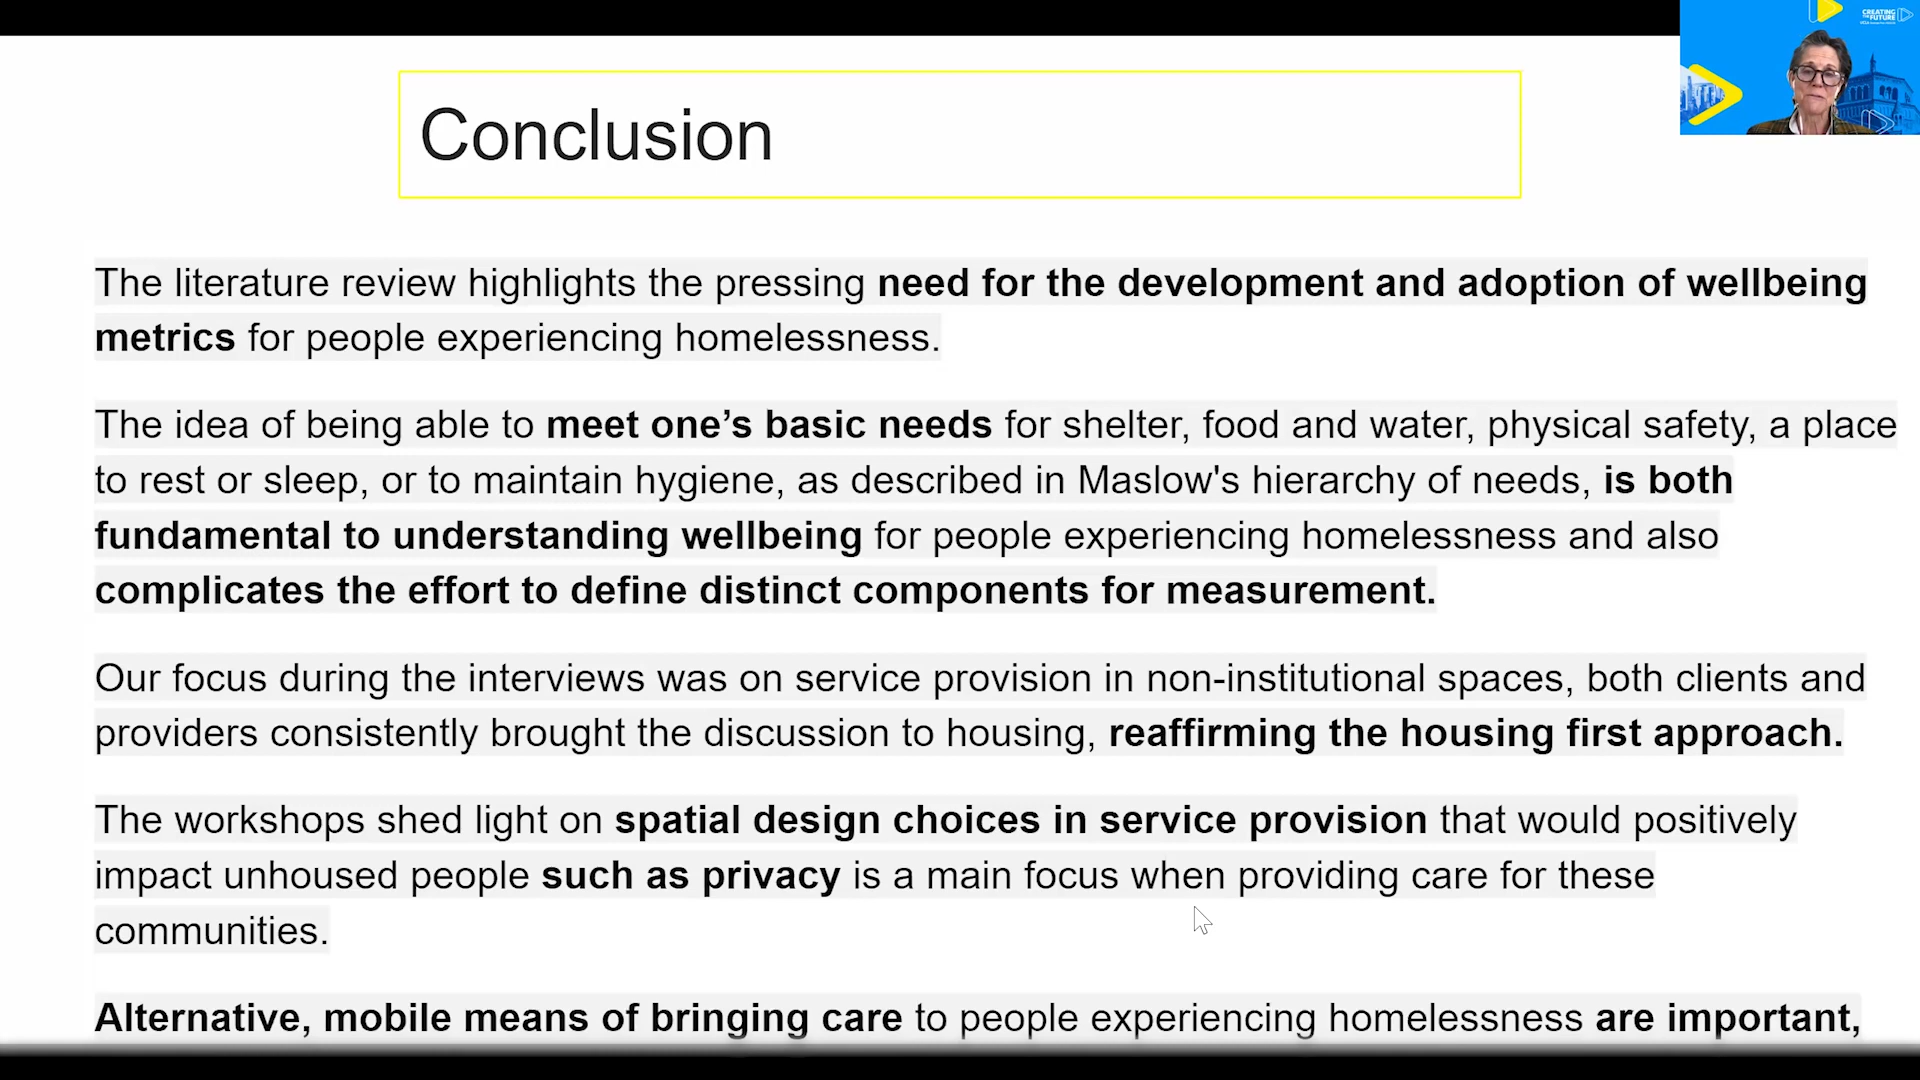 CREATING
THE FUTURE
Conclusion
The literature review highlights the pressing need for the development and adoption of wellbeing
metrics for people experiencing homelessness.
The idea of being able to meet one’s basic needs for shelter, food and water, physical safety, a place
to rest or sleep, or to maintain hygiene, as described in Maslow's hierarchy of needs, is both
fundamental to understanding wellbeing for people experiencing homelessness and also
complicates the effort to define distinct components for measurement.
Our focus during the interviews was on service provision in non-institutional spaces, both clients and
providers consistently brought the discussion to housing, reaffirming the housing first approach.
The workshops shed light on spatial design choices in service provision that would positively
impact unhoused people such as privacy is a main focus when providing care for these
communities.
Alternative, mobile means of bringing care to people experiencing homelessness are important,